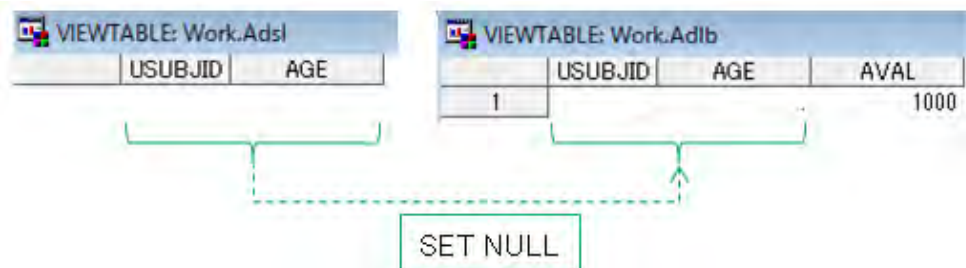 VIEWTABLE: Work.Adsl
USUBJID AGE
VIEWTABLE: Work.Adlb
USUBJID AGE AVAL
1 . 1000
SET NULL